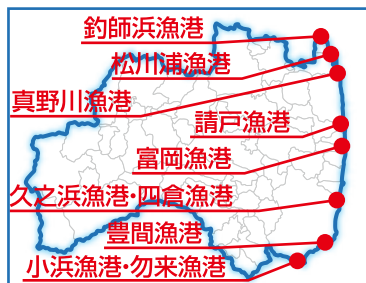 釣師浜漁港
松川浦漁港
真野川漁港
請戸漁港
富岡漁港
久之浜漁港・四倉漁港
豊間漁港
小浜漁港・勿来漁港